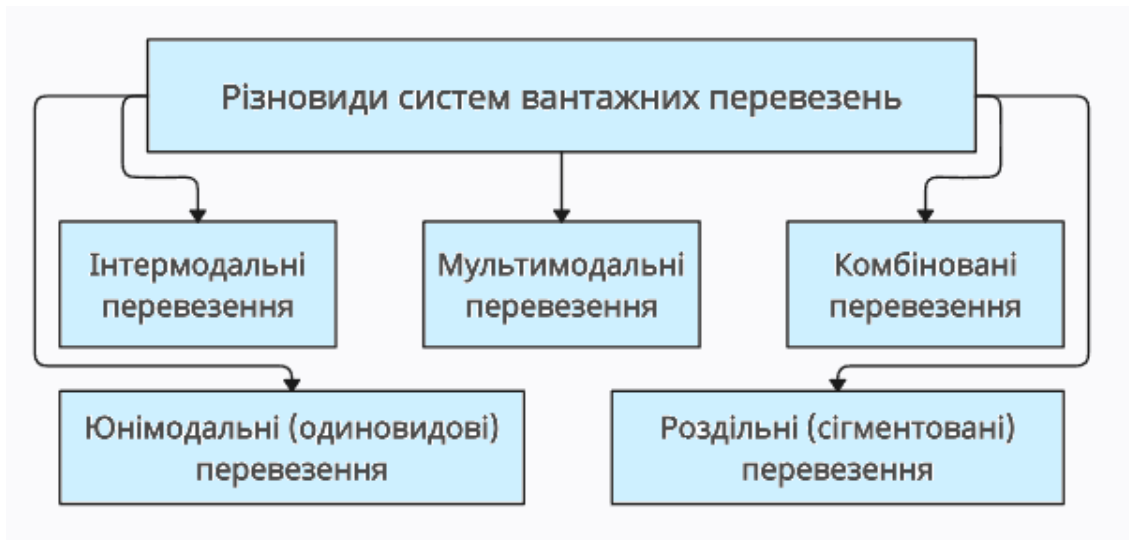 Різновиди систем вантажних перевезень
Інтермодальні
перевезення
Мультимодальні
перевезення
Комбіновані
перевезення
Юнімодальні (одиновидові)
перевезення
Роздільні (сігментовані)
перевезення